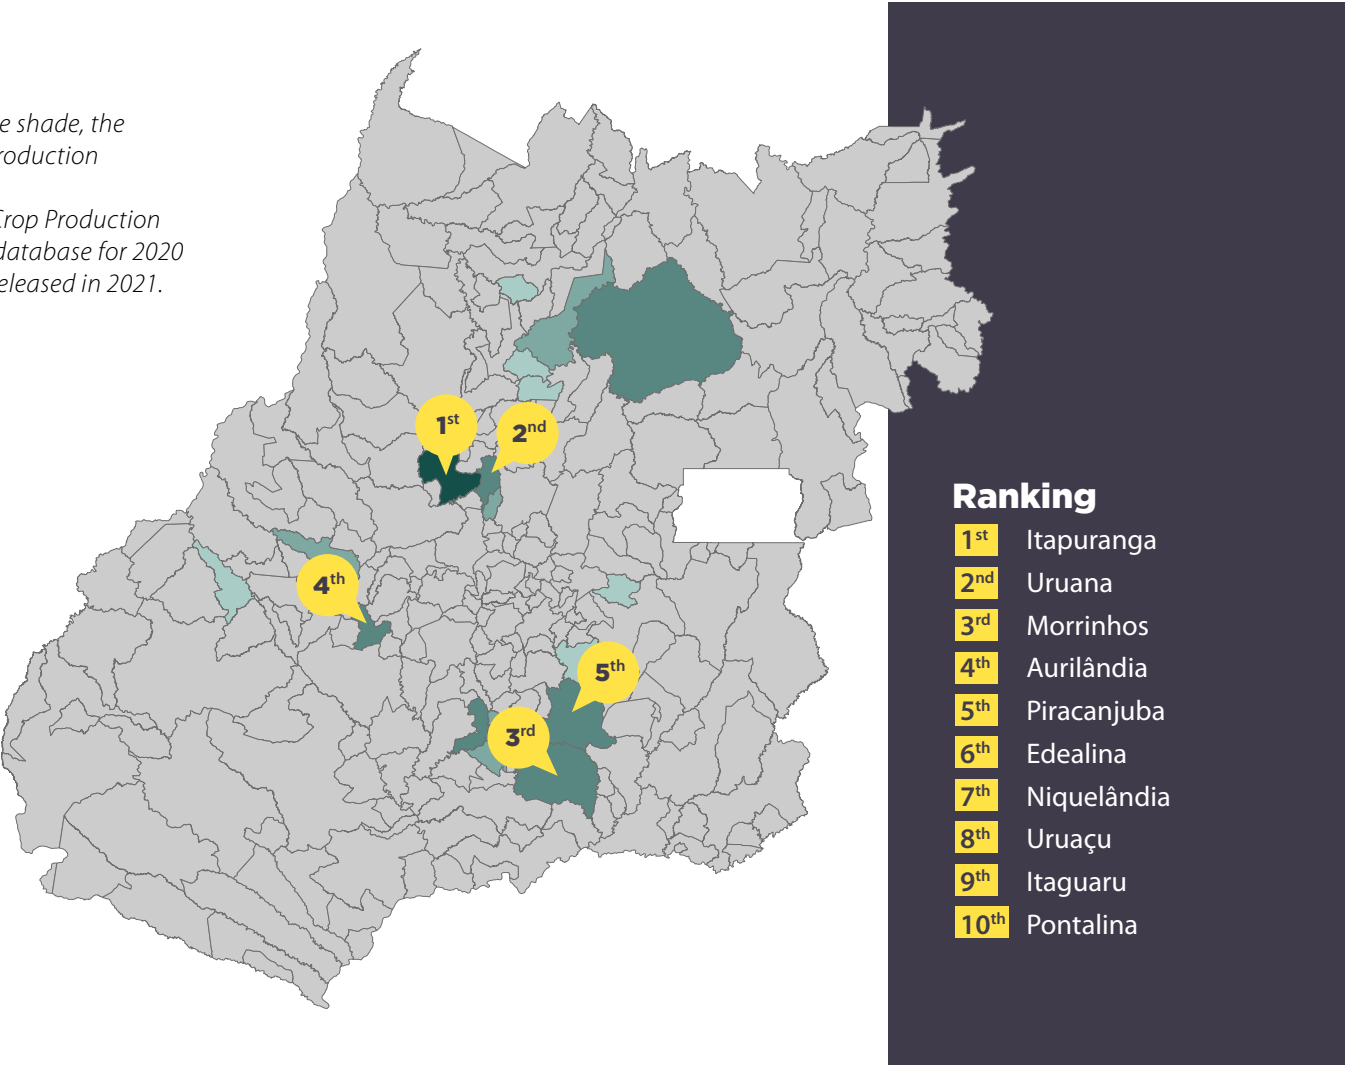 e shade, the
roduction
Crop Production
database for 2020
eleased in 2021.
1st
2nd
4th
5th
3rd
Ranking
1st Itapuranga
2nd Uruana
3rd Morrinhos
4th Aurilândia
5th Piracanjuba
6th Edealina
7th Niquelândia
8th Uruaçu
9th Itaguaru
10th Pontalina